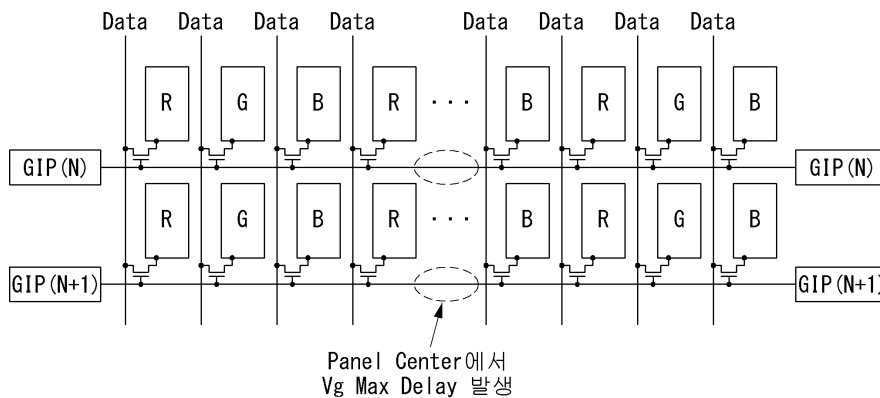 Data Data Data Data Data Data Data Data
R G B R ··· B R G B
GIP(N) GIP(N)
R G B R ··· B R G B
GIP(N+1) GIP(N+1)
Panel Center에서
Vg Max Delay 발생